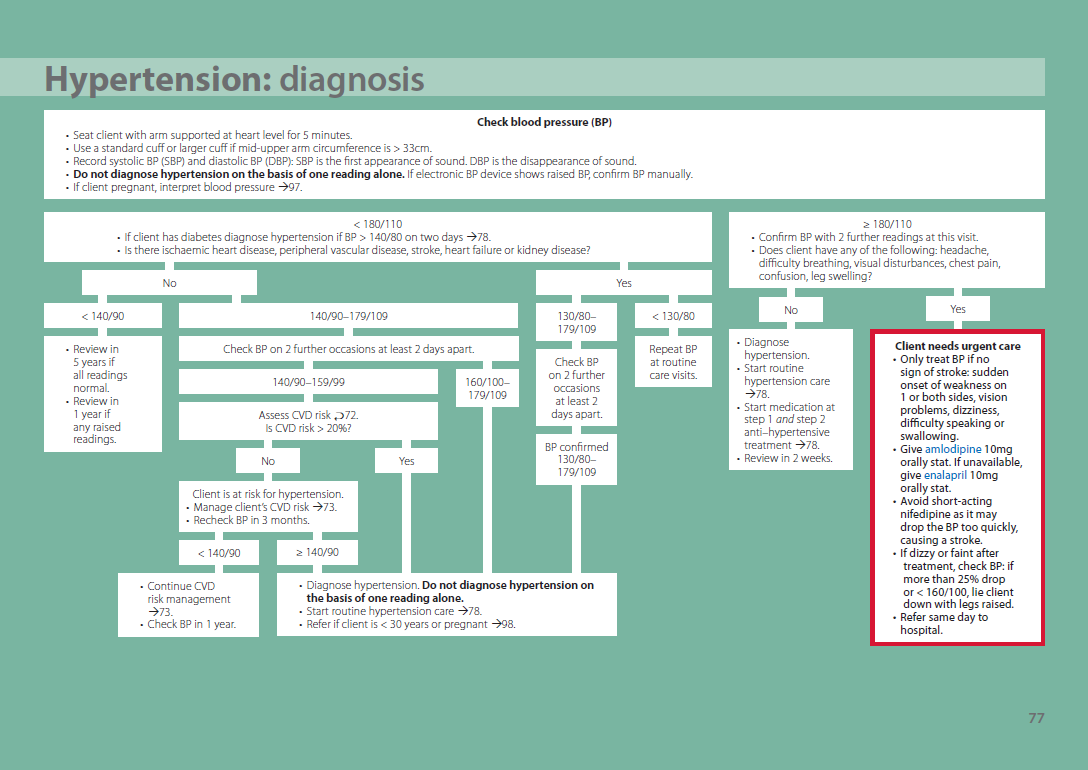 Hypertension: diagnosis
Check blood pressure (BP)
• Seat client with arm supported at heart level for 5 minutes.
• Use a standard cuff or larger cuff if mid-upper arm circumference is > 33cm.
• Record systolic BP (SBP) and diastolic BP (DBP): SBP is the first appearance of sound. DBP is the disappearance of sound.
• Do not diagnose hypertension on the basis of one reading alone. If electronic BP device shows raised BP, confirm BP manually.
• If client pregnant, interpret blood pressure →97.
< 180/110
• If client has diabetes diagnose hypertension if BP > 140/80 on two days →78.
• Is there ischaemic heart disease, peripheral vascular disease, stroke, heart failure or kidney disease?
No
< 140/90
• Review in
5 years if
all readings
normal.
• Review in
1 year if
any raised
readings.
140/90–179/109
Check BP on 2 further occasions at least 2 days apart.
140/90–159/99
Assess CVD risk ⮌72.
Is CVD risk > 20%?
No
Yes
Client is at risk for hypertension.
• Manage client's CVD risk →73.
• Recheck BP in 3 months.
< 140/90
≥ 140/90
• Continue CVD
risk management
→73.
• Check BP in 1 year.
160/100–
179/109
• Diagnose hypertension. Do not diagnose hypertension on
the basis of one reading alone.
• Start routine hypertension care →78.
• Refer if client is < 30 years or pregnant →98.
Yes
130/80–
179/109
Check BP
on 2 further
occasions
at least 2
days apart.
BP confirmed
130/80–
179/109
< 130/80
Repeat BP
at routine
care visits.
≥ 180/110
• Confirm BP with 2 further readings at this visit.
• Does client have any of the following: headache,
difficulty breathing, visual disturbances, chest pain,
confusion, leg swelling?
No
• Diagnose
hypertension.
• Start routine
hypertension care
→78.
• Start medication at
step 1 and step 2
anti–hypertensive
treatment →78.
• Review in 2 weeks.
Yes
Client needs urgent care
• Only treat BP if no
sign of stroke: sudden
onset of weakness on
1 or both sides, vision
problems, dizziness,
difficulty speaking or
swallowing.
• Give amlodipine 10mg
orally stat. If unavailable,
give enalapril 10mg
orally stat.
• Avoid short-acting
nifedipine as it may
drop the BP too quickly,
causing a stroke.
• If dizzy or faint after
treatment, check BP: if
more than 25% drop
or < 160/100, lie client
down with legs raised.
• Refer same day to
hospital.
77